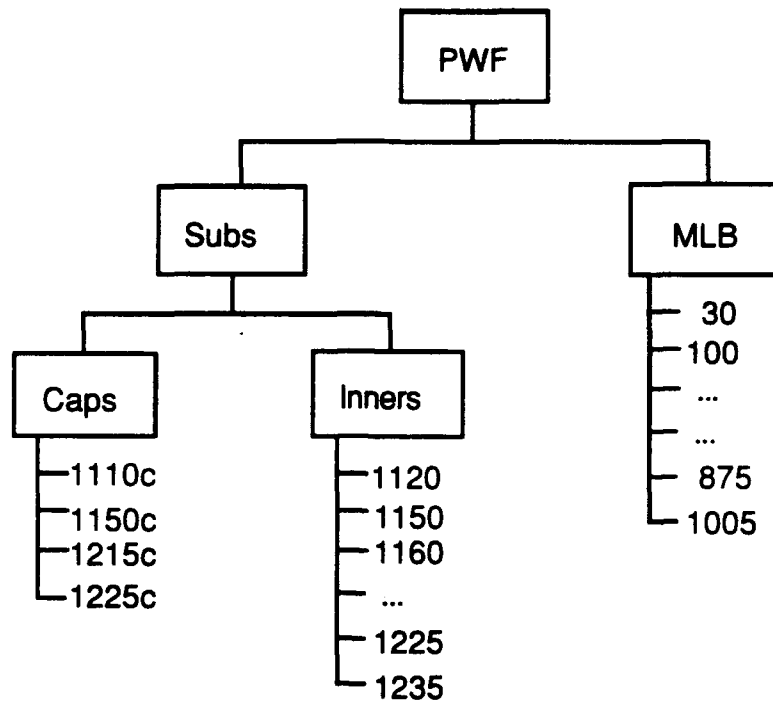 PWF
Subs
MLB
30
100
...
...
875
1005
Caps
1110c
1150c
1215c
1225c
Inners
1120
1150
1160
...
1225
1235